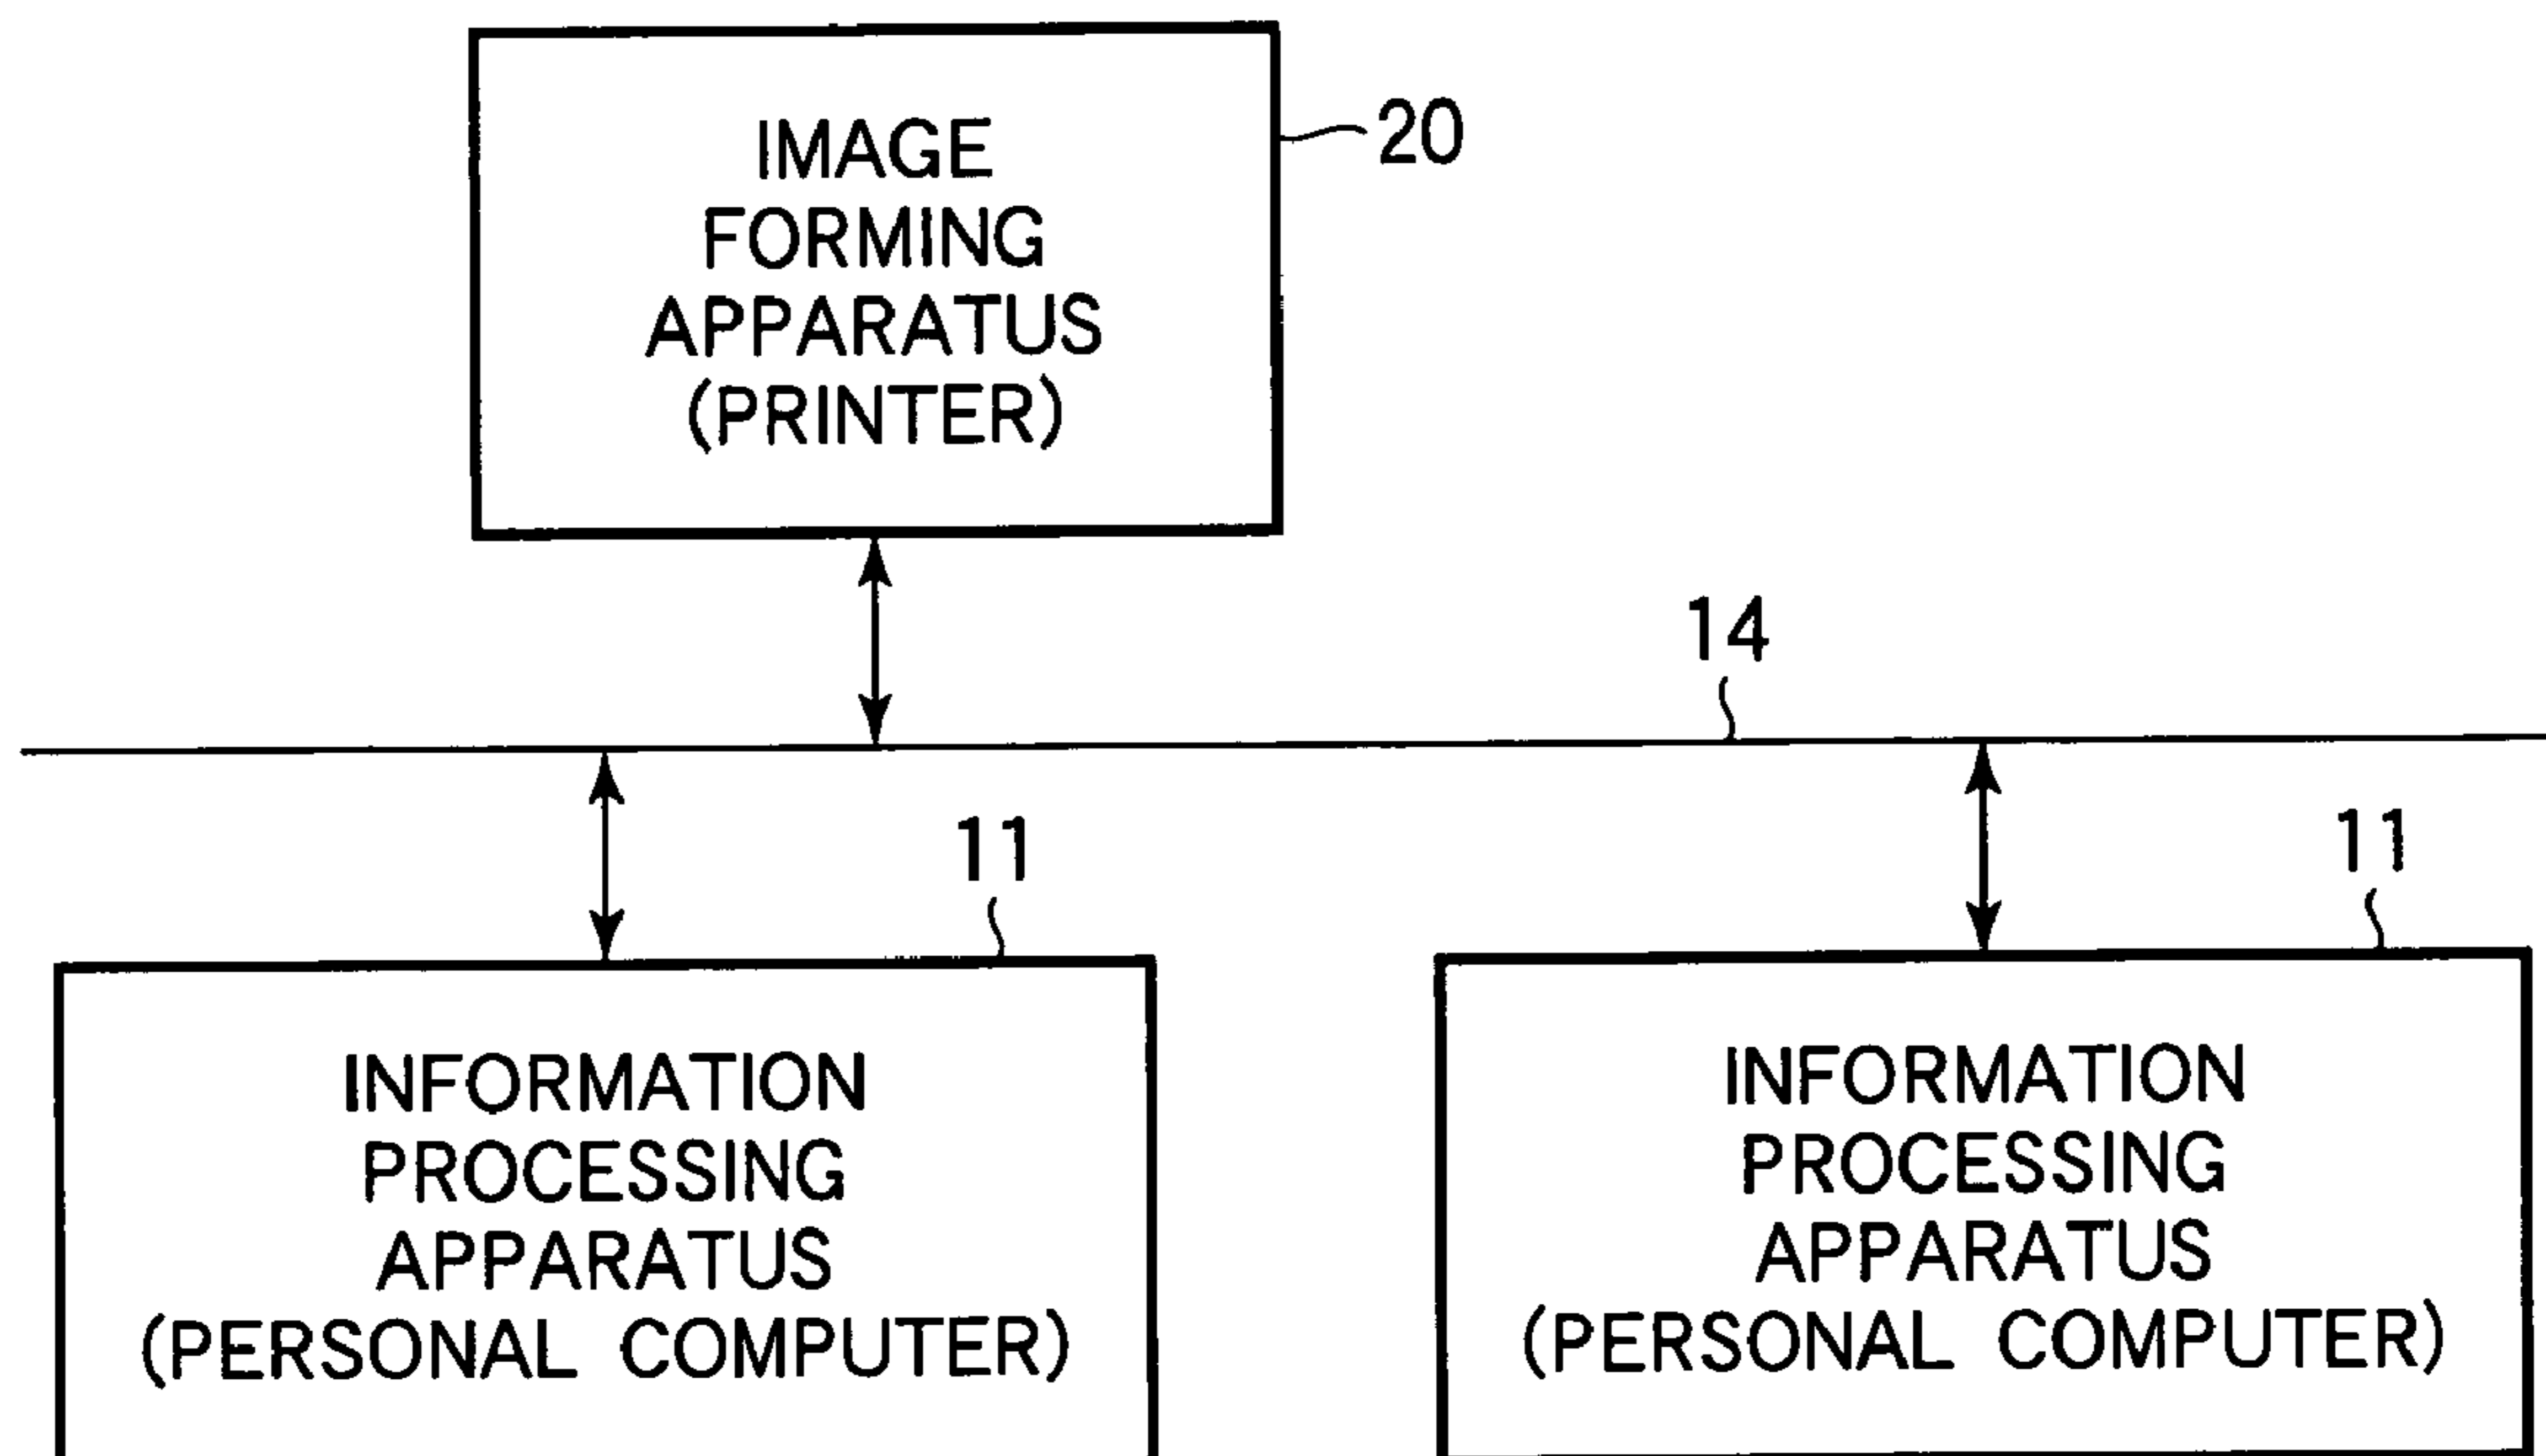 IMAGE
FORMING
APPARATUS
(PRINTER)
20
14
11
INFORMATION
PROCESSING
APPARATUS
(PERSONAL COMPUTER)
11
INFORMATION
PROCESSING
APPARATUS
(PERSONAL COMPUTER)